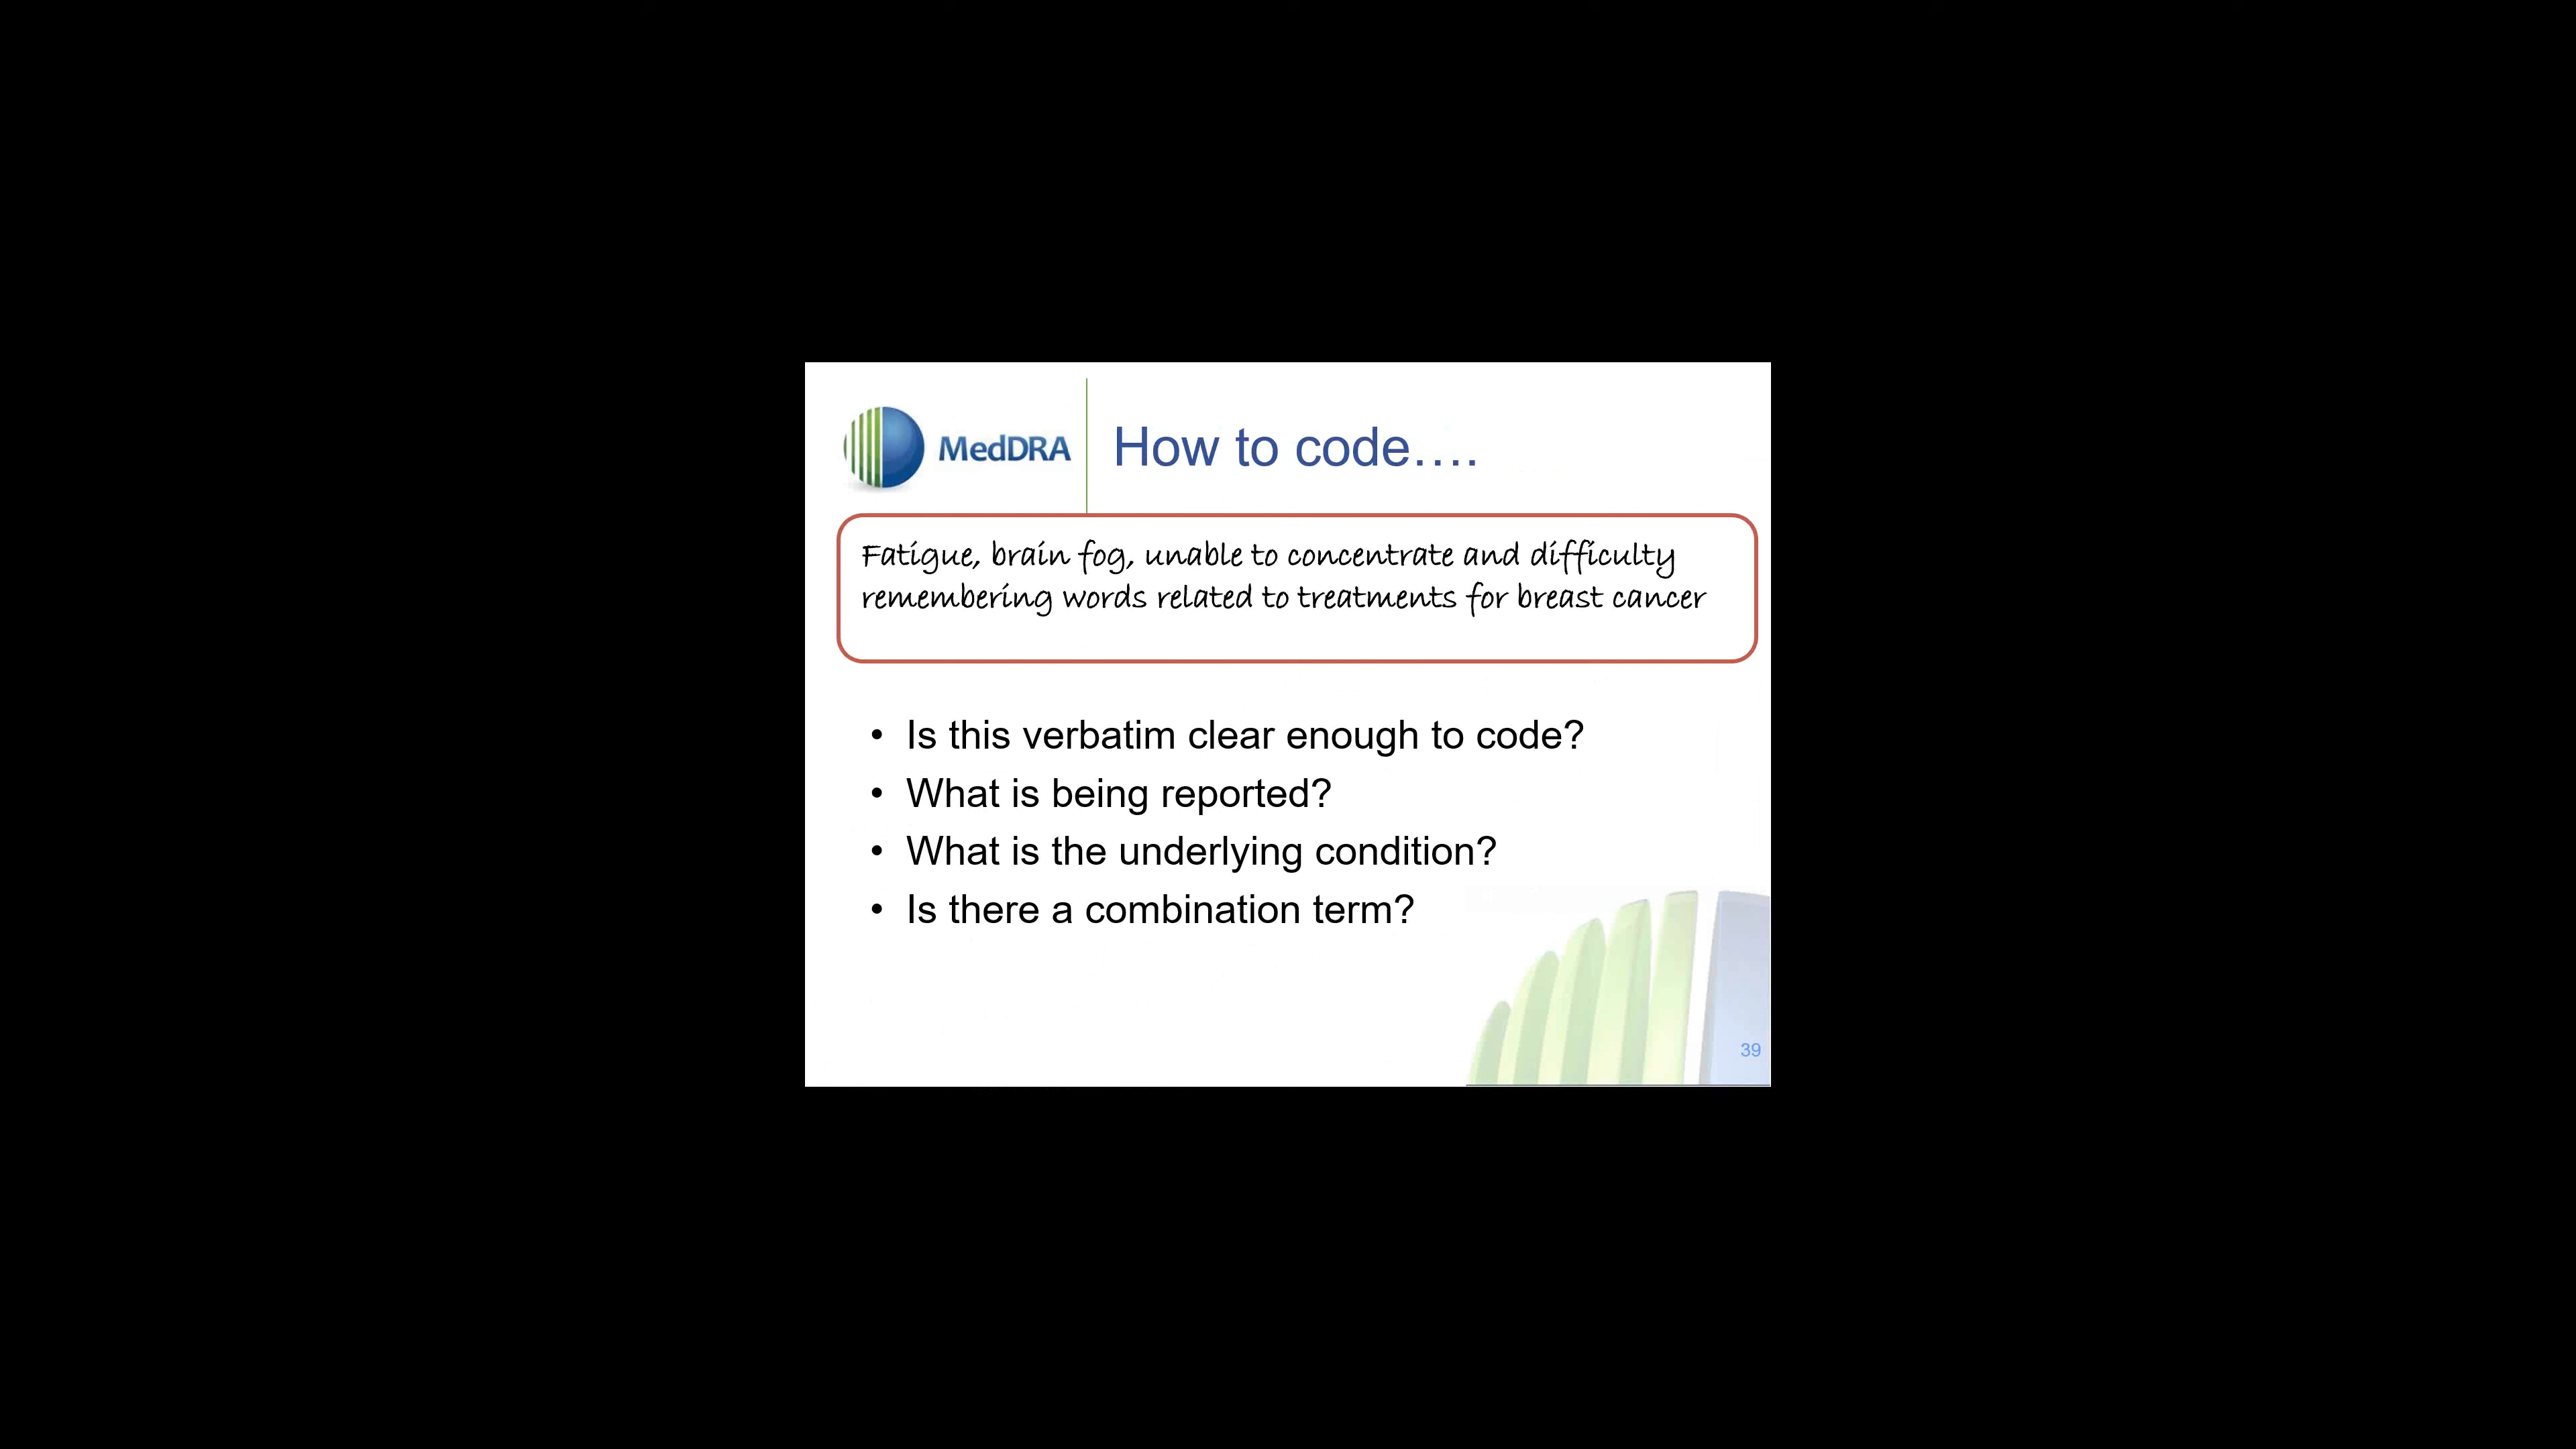 MedDRA
How to code….
Fatigue, brain fog, unable to concentrate and difficulty
remembering words related to treatments for breast cancer
• Is this verbatim clear enough to code?
• What is being reported?
• What is the underlying condition?
• Is there a combination term?
39